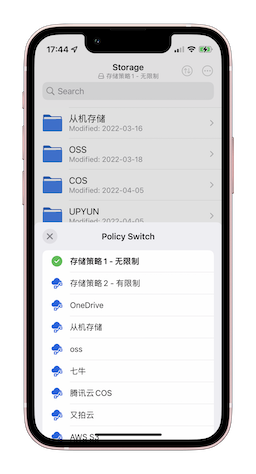 17:44
Storage
存储策略 1 - 无限制
Search
从机存储
Modified: 2022-03-16
OSS
Modified: 2022-03-18
COS
Modified: 2022-04-05
UPYUN
Modified: 2022-04-05
Policy Switch
存储策略 1 - 无限制
存储策略 2 - 有限制
OneDrive
从机存储
oss
七牛
腾讯云 COS
又拍云
AWS S3